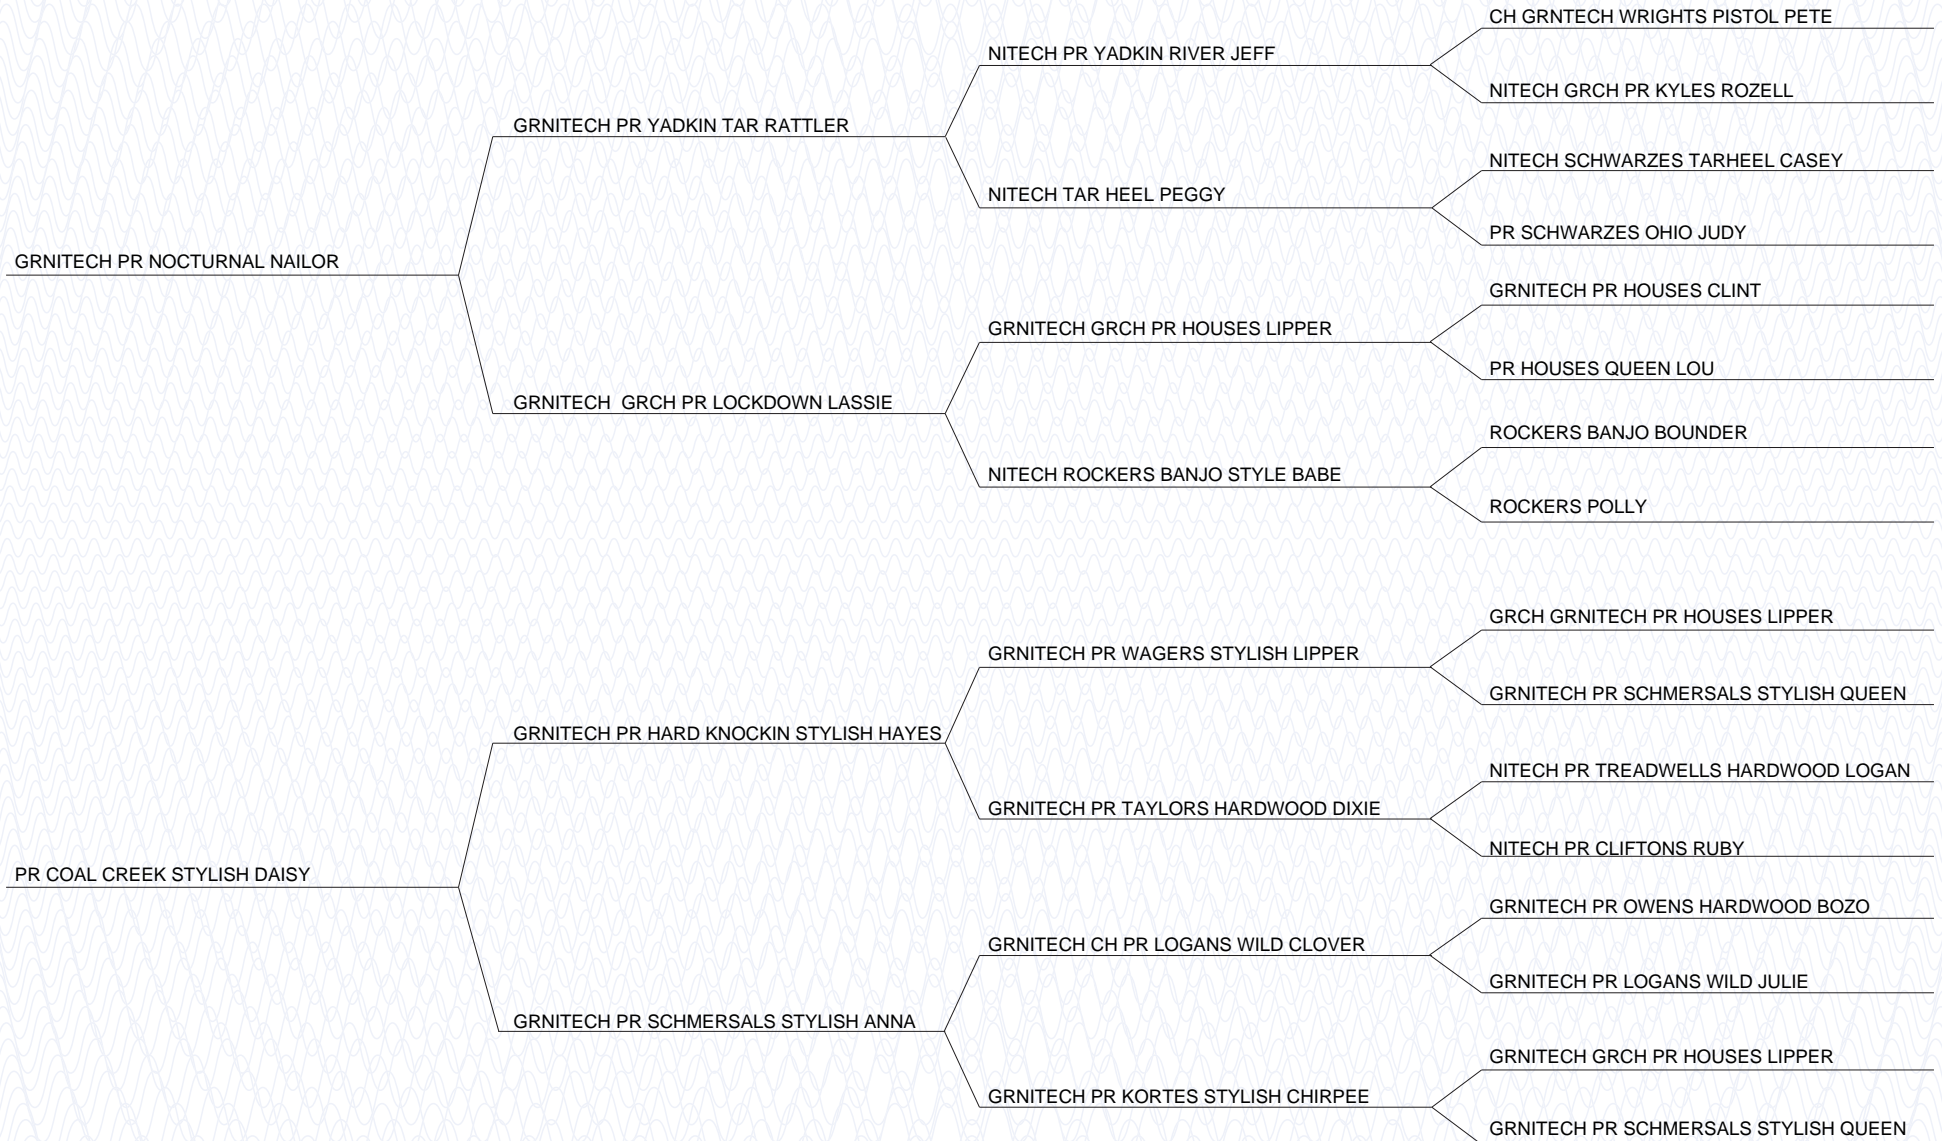 CH GRNTECH WRIGHTS PISTOL PETE
NITECH PR YADKIN RIVER JEFF
NITECH GRCH PR KYLES ROZELL
GRNITECH PR YADKIN TAR RATTLER
NITECH SCHWARZES TARHEEL CASEY
NITECH TAR HEEL PEGGY
PR SCHWARZES OHIO JUDY
GRNITECH PR NOCTURNAL NAILOR
GRNITECH PR HOUSES CLINT
GRNITECH GRCH PR HOUSES LIPPER
PR HOUSES QUEEN LOU
GRNITECH  GRCH PR LOCKDOWN LASSIE
ROCKERS BANJO BOUNDER
NITECH ROCKERS BANJO STYLE BABE
ROCKERS POLLY
GRCH GRNITECH PR HOUSES LIPPER
GRNITECH PR WAGERS STYLISH LIPPER
GRNITECH PR SCHMERSALS STYLISH QUEEN
GRNITECH PR HARD KNOCKIN STYLISH HAYES
NITECH PR TREADWELLS HARDWOOD LOGAN
GRNITECH PR TAYLORS HARDWOOD DIXIE
NITECH PR CLIFTONS RUBY
PR COAL CREEK STYLISH DAISY
GRNITECH PR OWENS HARDWOOD BOZO
GRNITECH CH PR LOGANS WILD CLOVER
GRNITECH PR LOGANS WILD JULIE
GRNITECH PR SCHMERSALS STYLISH ANNA
GRNITECH GRCH PR HOUSES LIPPER
GRNITECH PR KORTES STYLISH CHIRPEE
GRNITECH PR SCHMERSALS STYLISH QUEEN